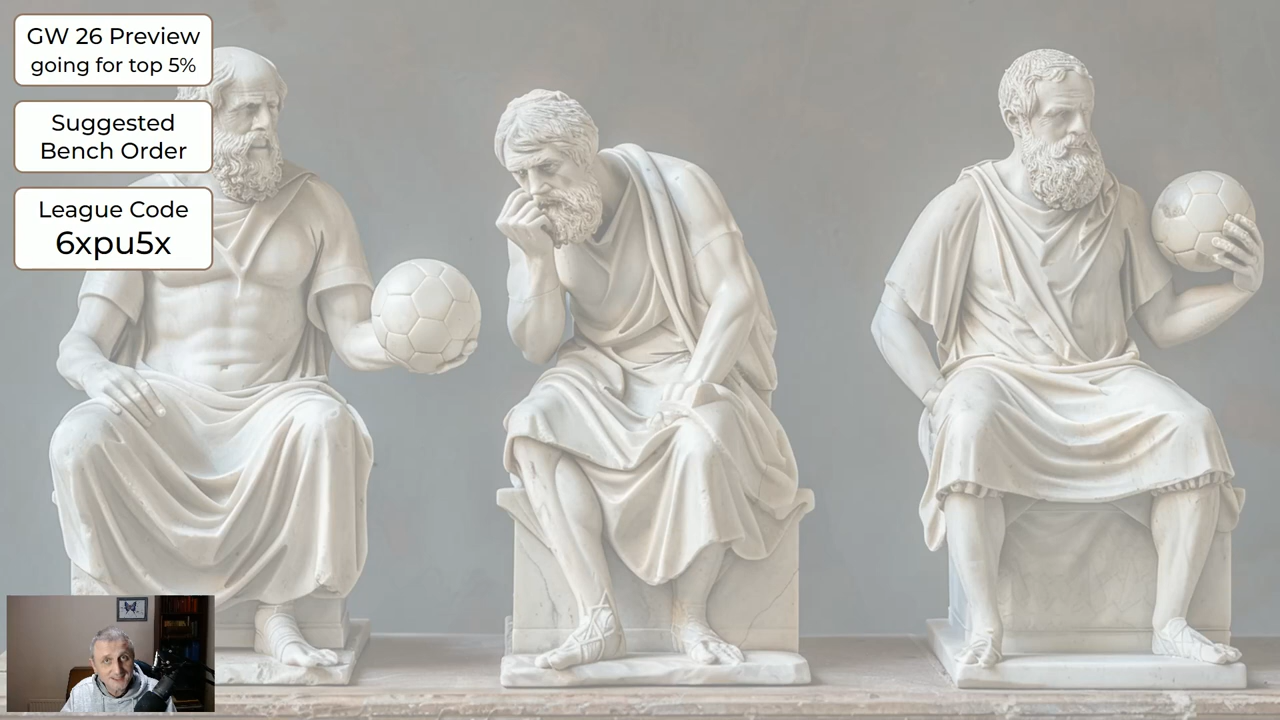 GW 26 Preview
going for top 5%
Suggested
Bench Order
League Code
6xpu5x